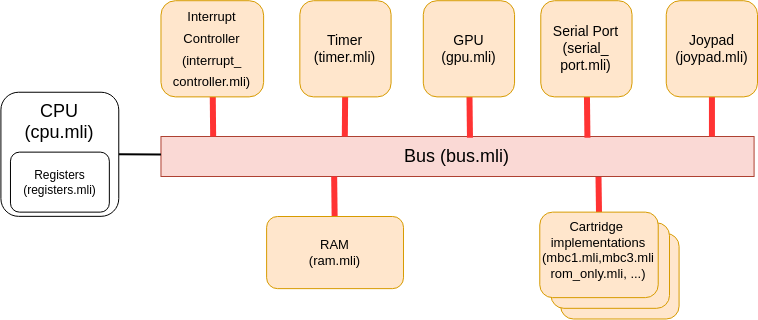 Interrupt
Controller
(interrupt_
controller.mli)
Timer
(timer.mli)
GPU
(gpu.mli)
Serial Port
(serial_
port.mli)
Joypad
(joypad.mli)
CPU
(cpu.mli)
Registers
(registers.mli)
Bus (bus.mli)
RAM
(ram.mli)
Cartridge
implementations
(mbc1.mli,mbc3.mli
rom_only.mli, ...)